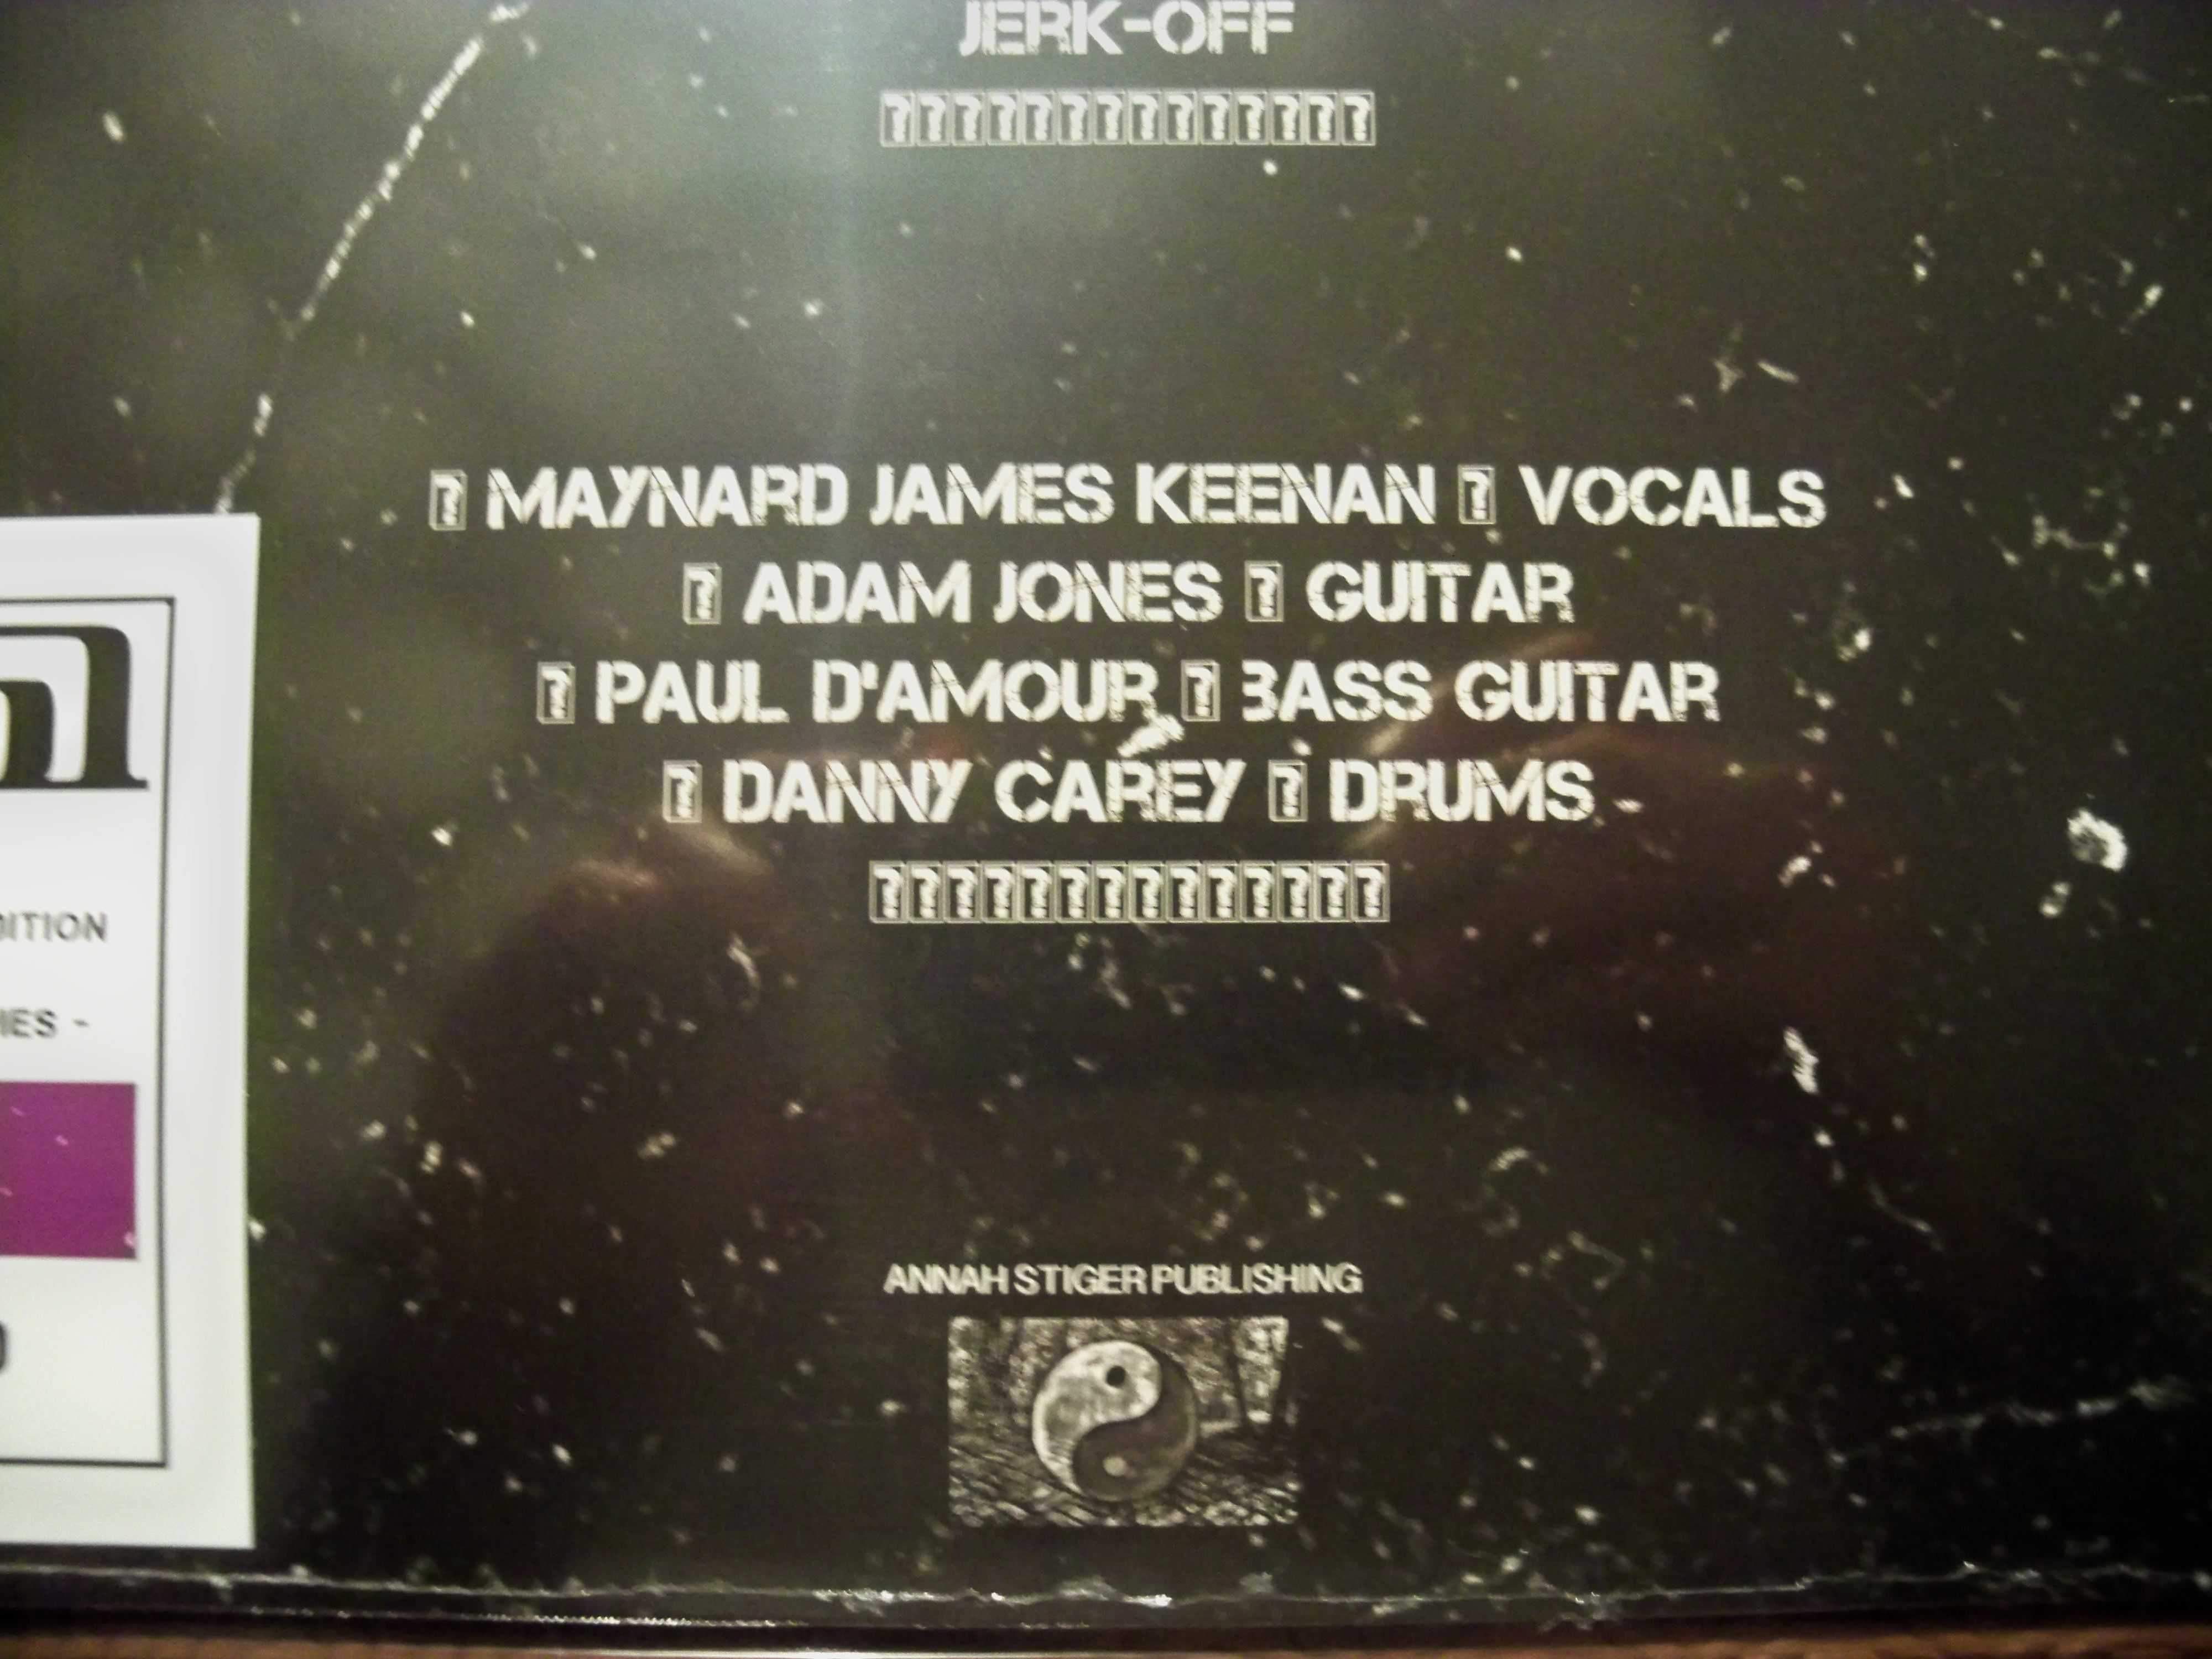 JERK-OFF
⍰⍰⍰⍰⍰⍰⍰⍰⍰⍰⍰⍰⍰⍰
⍰ MAYNARD JAMES KEENAN ⍰ VOCALS
⍰ ADAM JONES ⍰ GUITAR
⍰ PAUL D'AMOUR ⍰ BASS GUITAR
⍰ DANNY CAREY ⍰ DRUMS
⍰⍰⍰⍰⍰⍰⍰⍰⍰⍰⍰⍰⍰⍰
DITION
IES -
ANNAH STIGER PUBLISHING